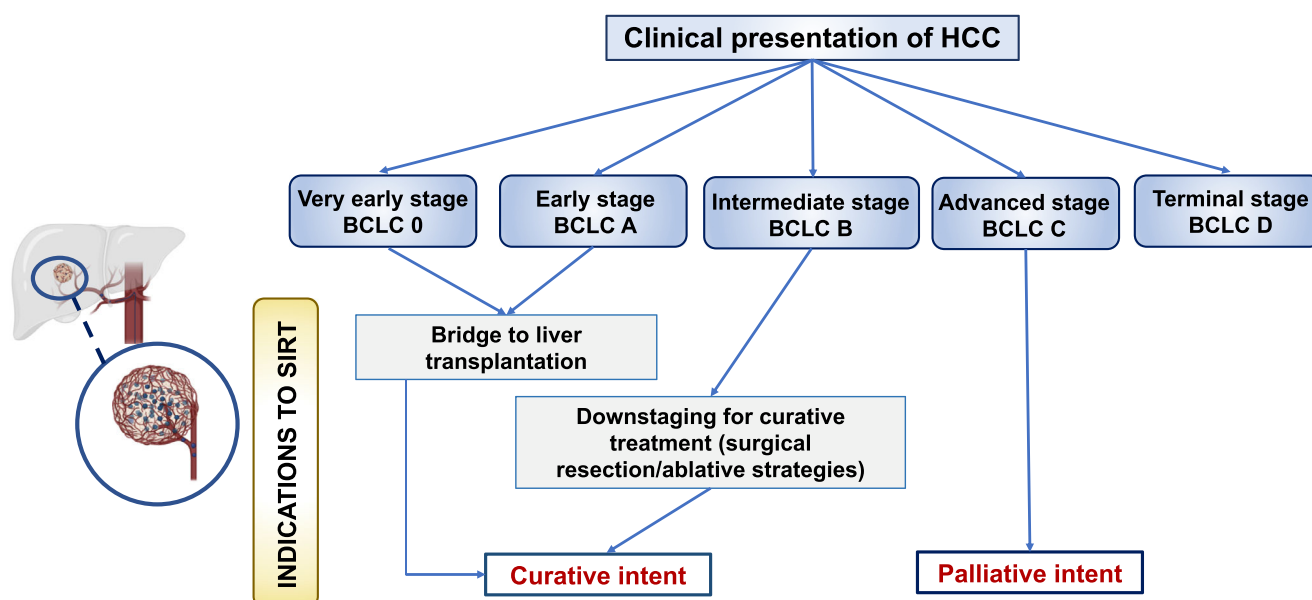 Clinical presentation of HCC
Very early stage
BCLC 0
Early stage
BCLC A
Intermediate stage
BCLC B
Advanced stage
BCLC C
Terminal stage
BCLC D
INDICATIONS TO SIRT
Bridge to liver
transplantation
Downstaging for curative
treatment (surgical
resection/ablative strategies)
Curative intent
Palliative intent